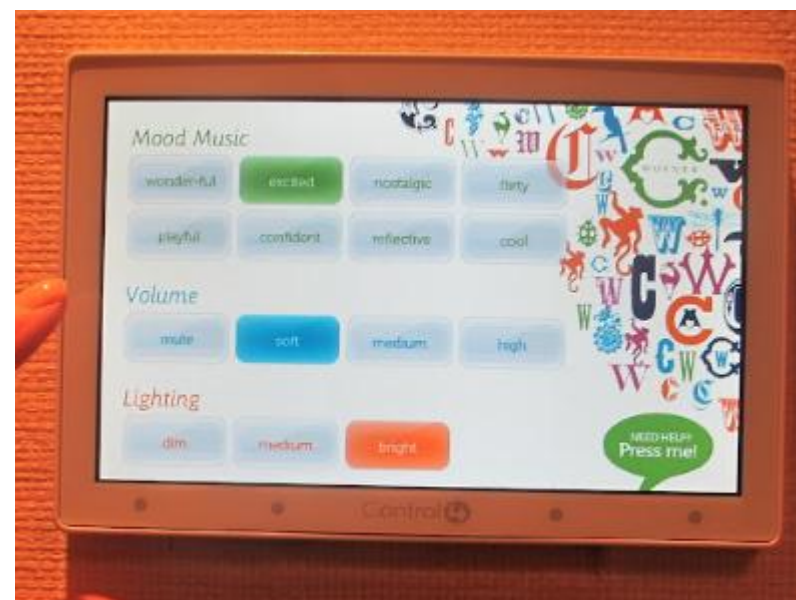 Mood Music
wonder-ful excited nostalgic flirty
playful confident reflective cool
Volume
mute soft medium high
Lighting
dim medium bright
NEED HELP?
Press me!
Control4